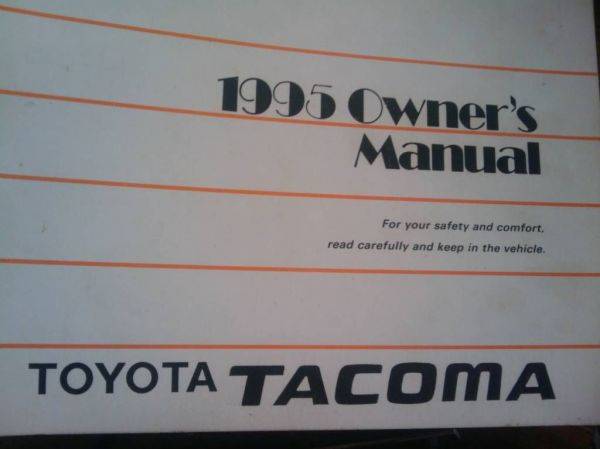 1995 Owner's
Manual
For your safety and comfort,
read carefully and keep in the vehicle.
TOYOTA TACOMA